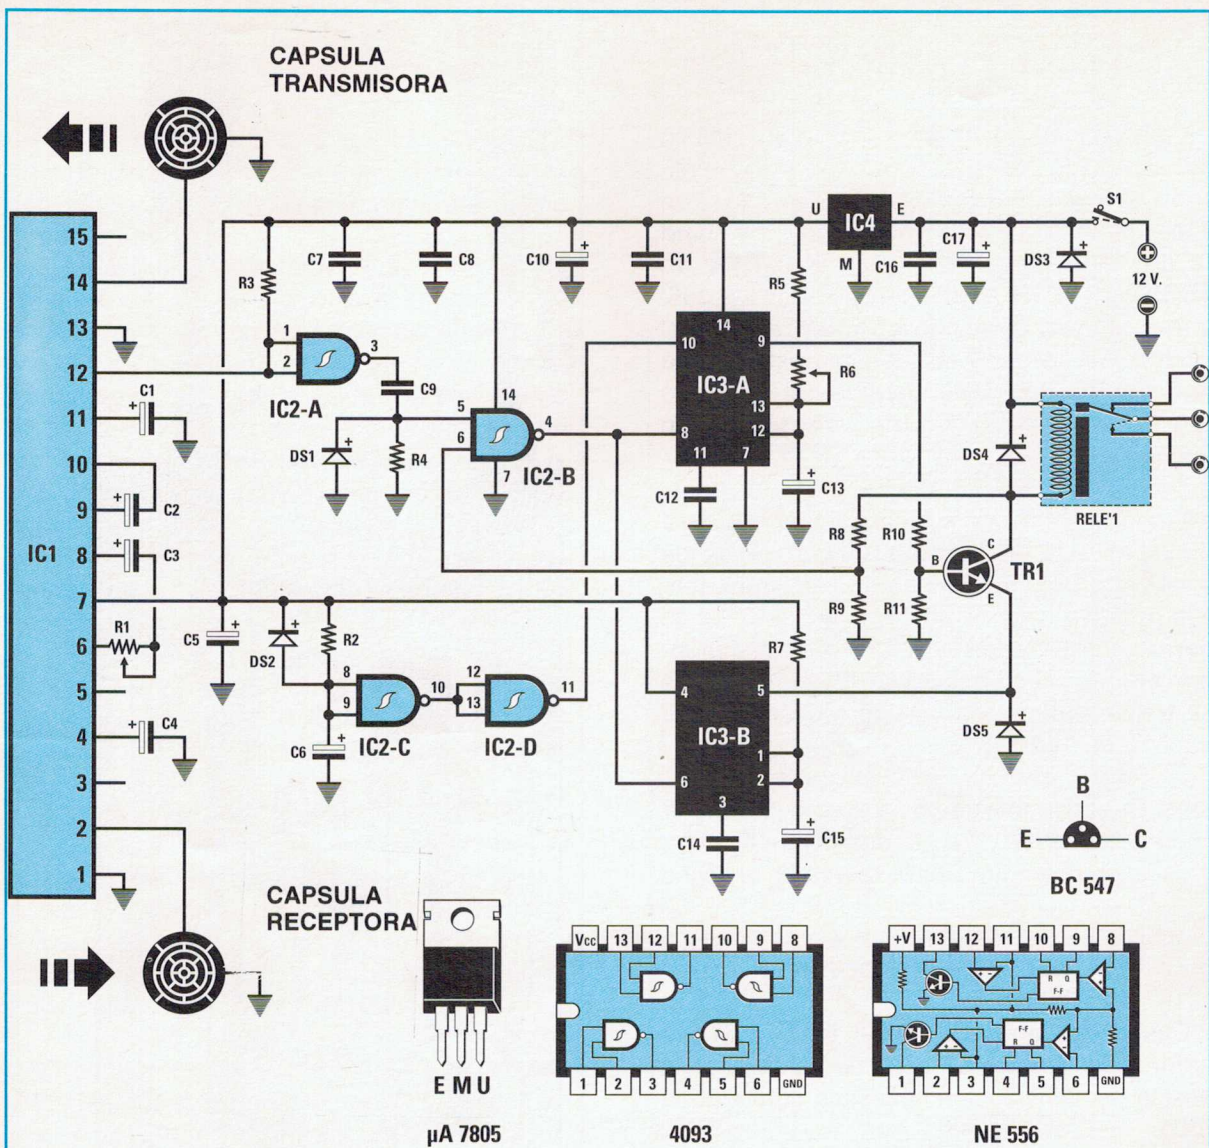 CAPSULA
TRANSMISORA
15
14
13
12
11
10
9
8
7
6
5
4
3
2
1
IC1
C1
C2
C3
R1
C4
C5
R3
1
2
3
IC2-A
C7
C8
C9
DS1
R4
C10
C11
5
6
14
4
7
IC2-B
U
IC4
E
M
C16
C17
DS3
S1
12 V.
R5
R6
14
10
9
IC3-A
13
12
8
11
7
C12
C13
DS4
RELE'1
R8
R10
R9
R11
B
C
E
TR1
DS2
R2
8
9
10
IC2-C
C6
12
13
11
IC2-D
R7
4
5
IC3-B
1
2
6
3
C14
C15
DS5
B
E
C
BC 547
CAPSULA
RECEPTORA
E M U
µA 7805
Vcc 13 12 11 10 9 8
1 2 3 4 5 6 GND
4093
+V 13 12 11 10 9 8
R Q
F-F
F-F
R Q
1 2 3 4 5 6 GND
NE 556